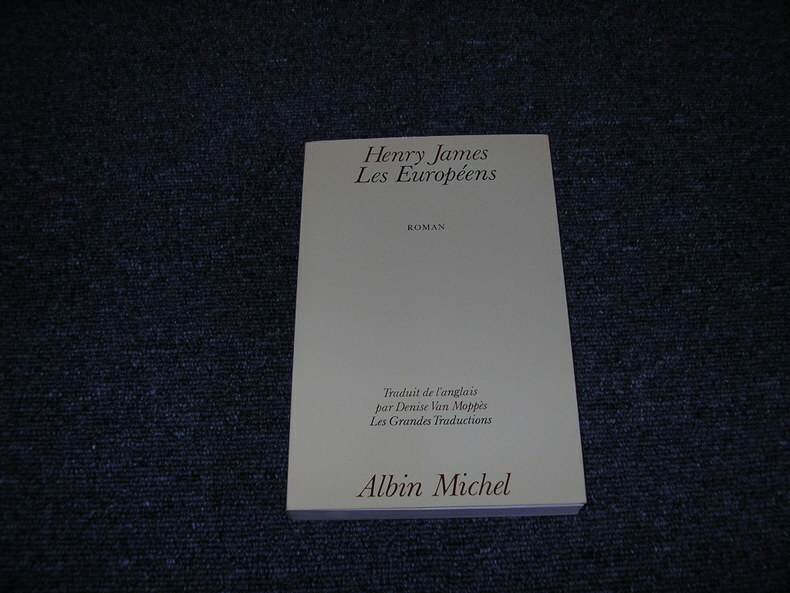 Henry James
Les Européens
ROMAN
Traduit de l'anglais
par Denise Van Moppès
Les Grandes Traductions
Albin Michel